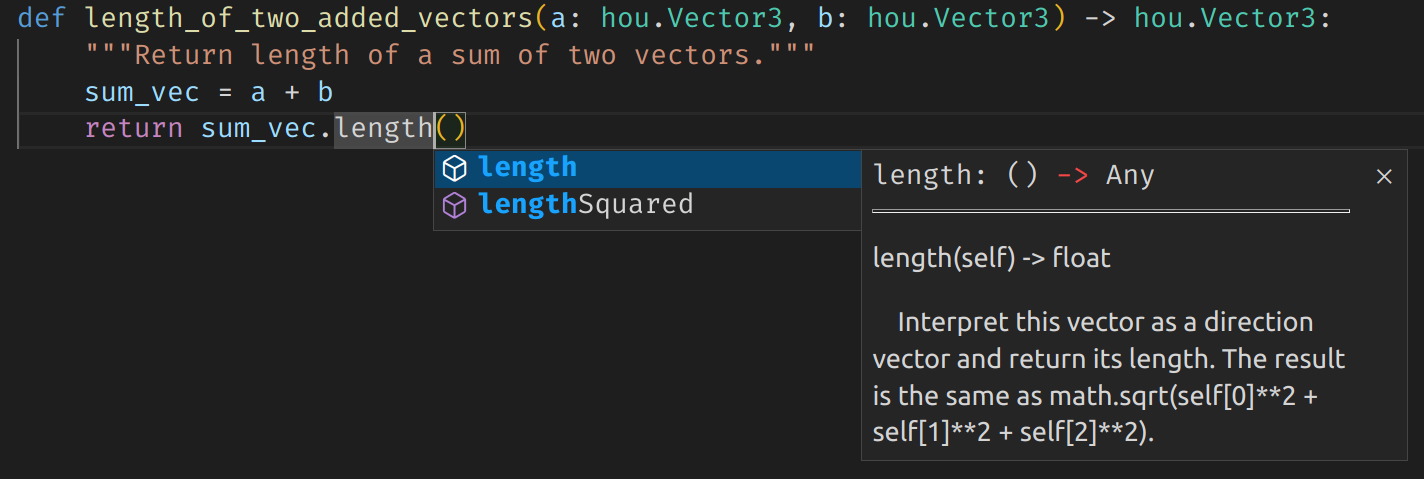 def length_of_two_added_vectors(a: hou.Vector3, b: hou.Vector3) -> hou.Vector3:
    """Return length of a sum of two vectors."""
    sum_vec = a + b
    return sum_vec.length()
length
lengthSquared
length: () -> Any
length(self) -> float
Interpret this vector as a direction
vector and return its length. The result
is the same as math.sqrt(self[0]**2 +
self[1]**2 + self[2]**2).